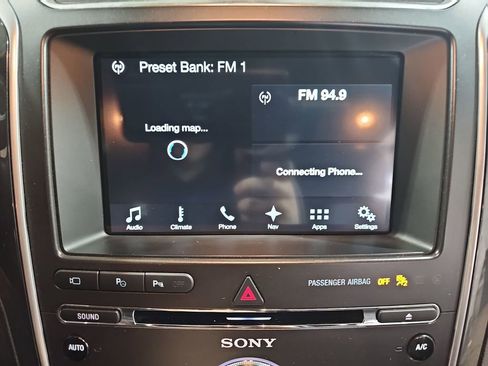 Preset Bank: FM 1
FM 94.9
Loading map...
Connecting Phone...
Audio Climate Phone Nav Apps Settings
PASSENGER AIRBAG OFF
SOUND
AUTO SONY A/C